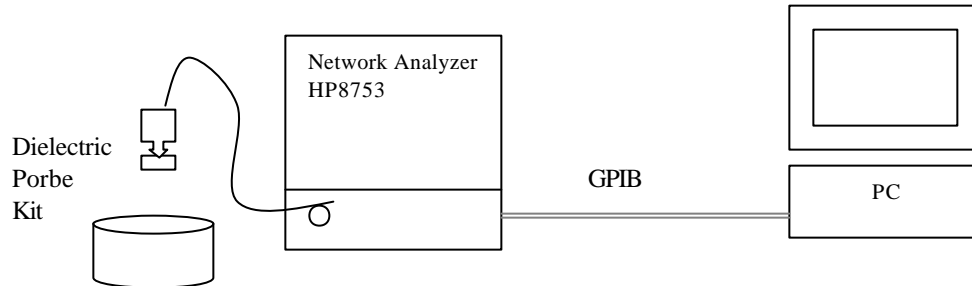 Network Analyzer
HP8753
Dielectric
Porbe
Kit
GPIB
PC